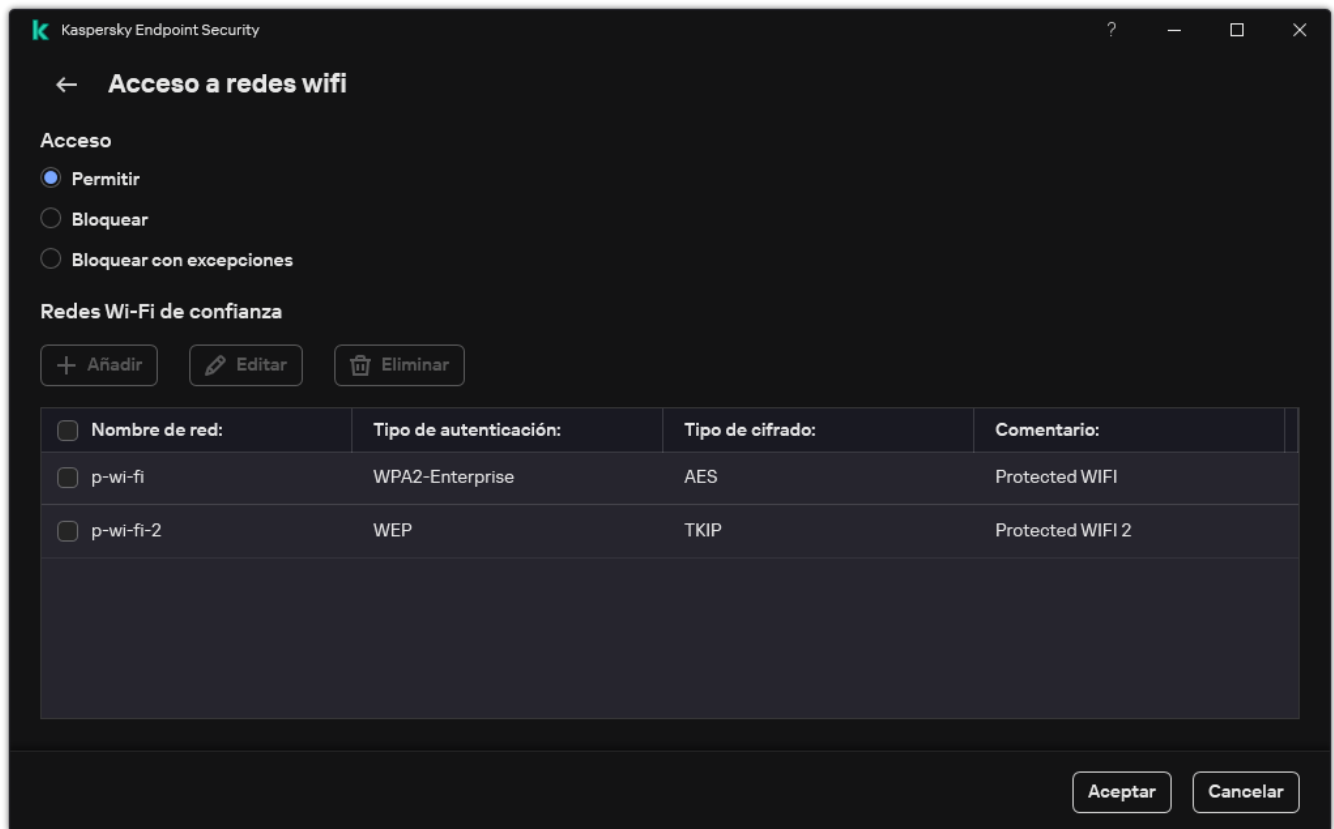 Kaspersky Endpoint Security ?
← Acceso a redes wifi
Acceso
Permitir
Bloquear
Bloquear con excepciones
Redes Wi-Fi de confianza
+ Añadir Editar Eliminar
Nombre de red: Tipo de autenticación: Tipo de cifrado: Comentario:
p-wi-fi WPA2-Enterprise AES Protected WIFI
p-wi-fi-2 WEP TKIP Protected WIFI 2
Aceptar Cancelar